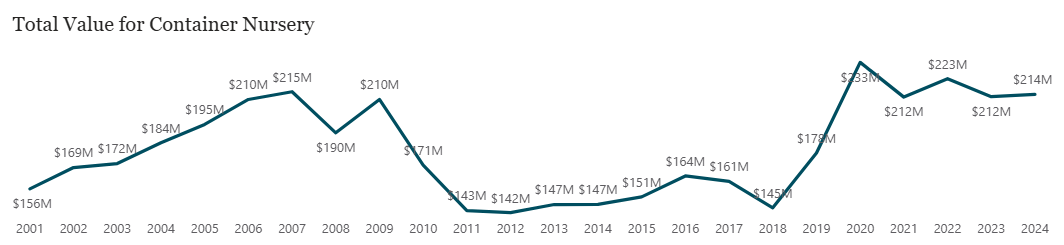 Total Value for Container Nursery
$156M $169M $172M $184M $195M $210M $215M $190M $210M $171M $143M $142M $147M $147M $151M $164M $161M $145M $178M $233M $212M $223M $212M $214M
2001 2002 2003 2004 2005 2006 2007 2008 2009 2010 2011 2012 2013 2014 2015 2016 2017 2018 2019 2020 2021 2022 2023 2024